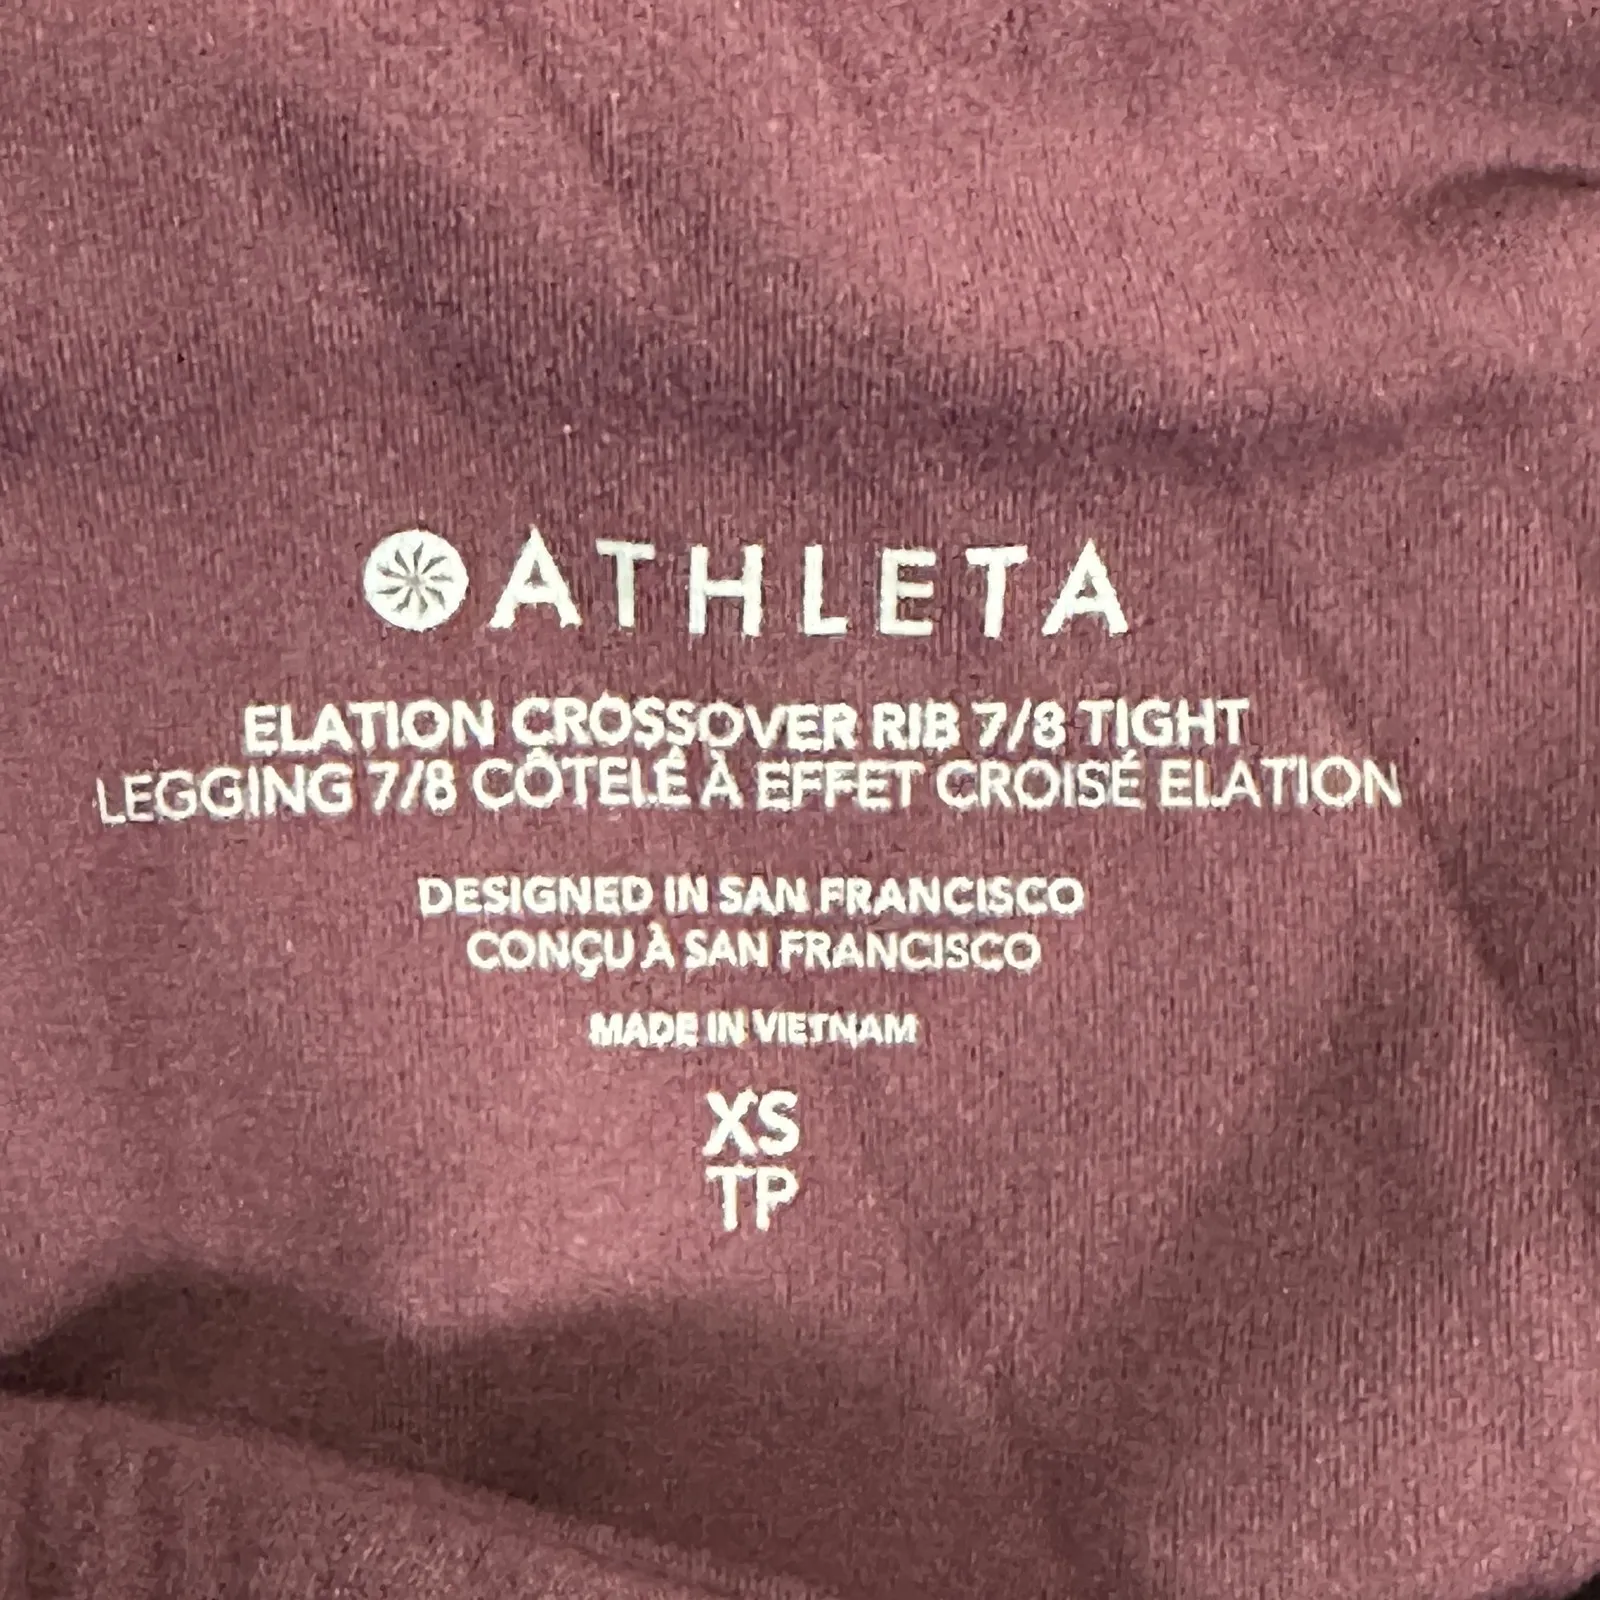 ATHLETA
ELATION CROSSOVER RIB 7/8 TIGHT
LEGGING 7/8 CÔTELÉ À EFFET CROISÉ ELATION
DESIGNED IN SAN FRANCISCO
CONÇU À SAN FRANCISCO
MADE IN VIETNAM
XS
TP